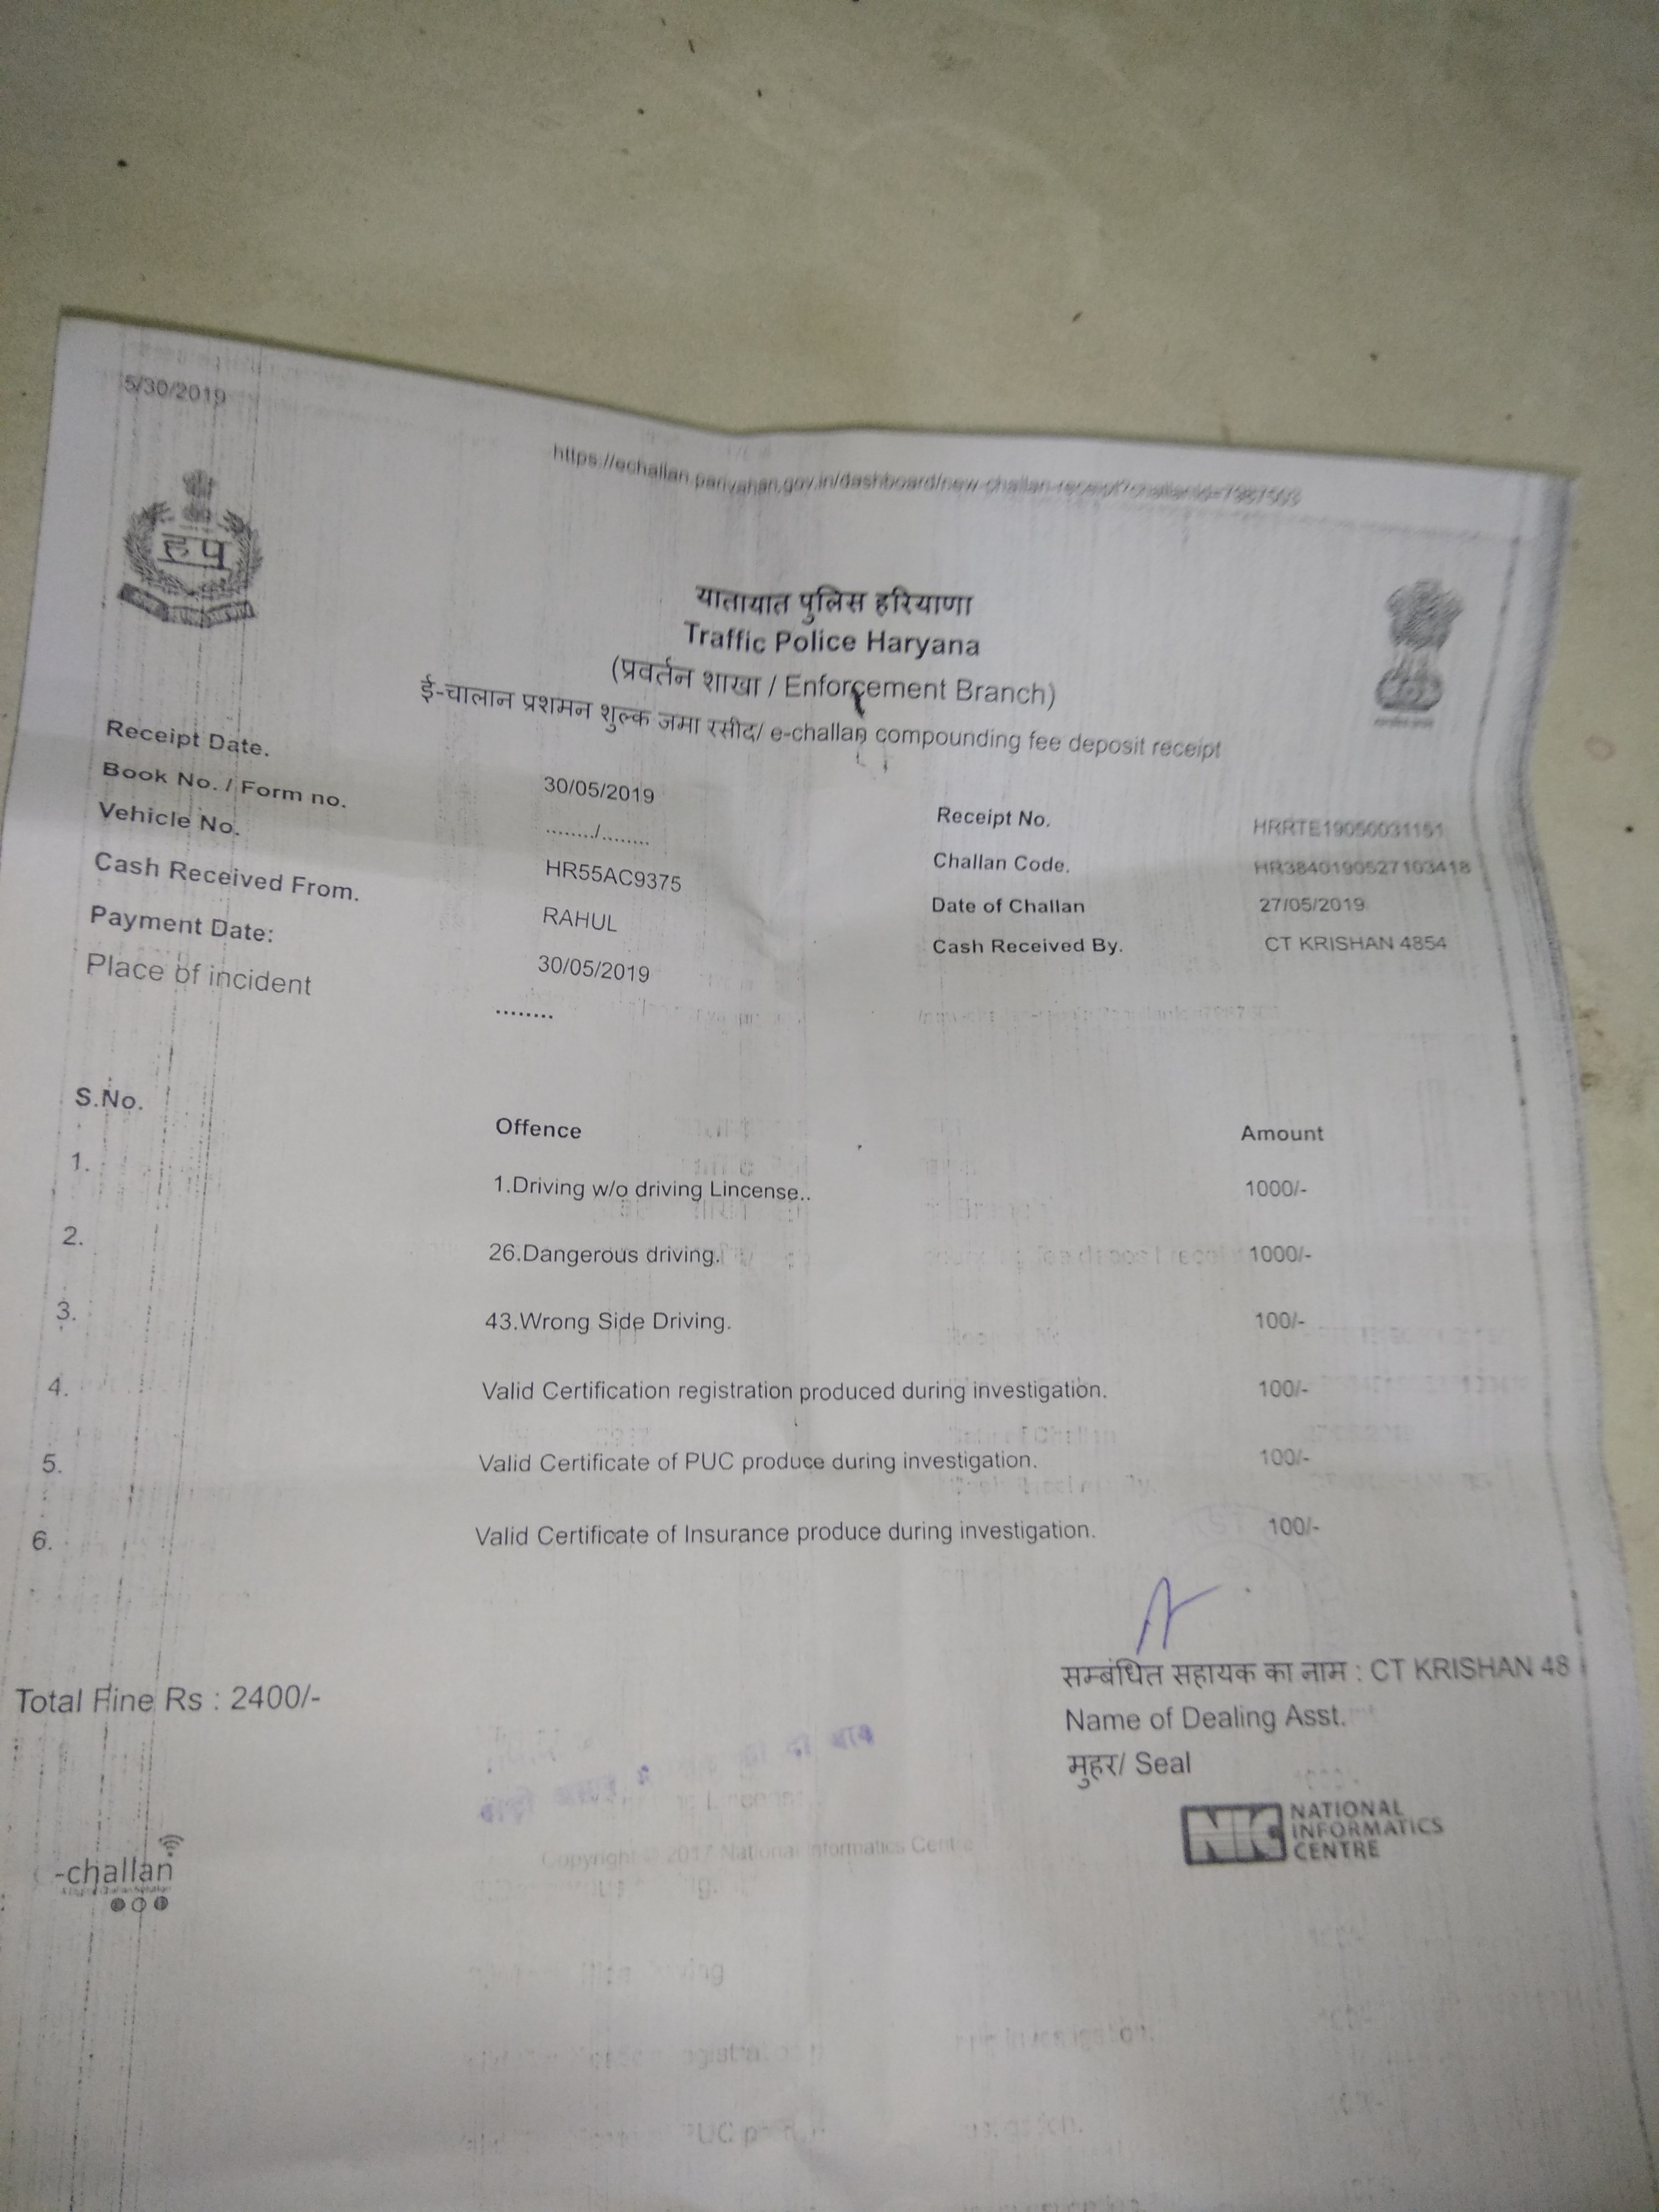 5/30/2019
https://echallan.parivahan.gov.in/dashboard/new-challan-receipt?challanId=7987503
हप
यातायात पुलिस हरियाणा
Traffic Police Haryana
(प्रवर्तन शाखा / Enforcement Branch)
ई-चालान प्रशमन शुल्क जमा रसीद/ e-challan compounding fee deposit receipt
Receipt Date. 30/05/2019 Receipt No. HRRTE19050031151
Book No. / Form no. ......../........ Challan Code. HR3840190527103418
Vehicle No. HR55AC9375 Date of Challan 27/05/2019
Cash Received From. RAHUL Cash Received By. CT KRISHAN 4854
Payment Date: 30/05/2019
Place of incident ........
S.No. Offence Amount
1. 1.Driving w/o driving Lincense.. 1000/-
2. 26.Dangerous driving. 1000/-
3. 43.Wrong Side Driving. 100/-
4. Valid Certification registration produced during investigation. 100/-
5. Valid Certificate of PUC produce during investigation. 100/-
6. Valid Certificate of Insurance produce during investigation. 100/-
Total Fine Rs : 2400/-
सम्बंधित सहायक का नाम : CT KRISHAN 48
Name of Dealing Asst.
मुहर/ Seal
-challan
NIC NATIONAL
INFORMATICS
CENTRE
Copyright © 2017 National Informatics Centre